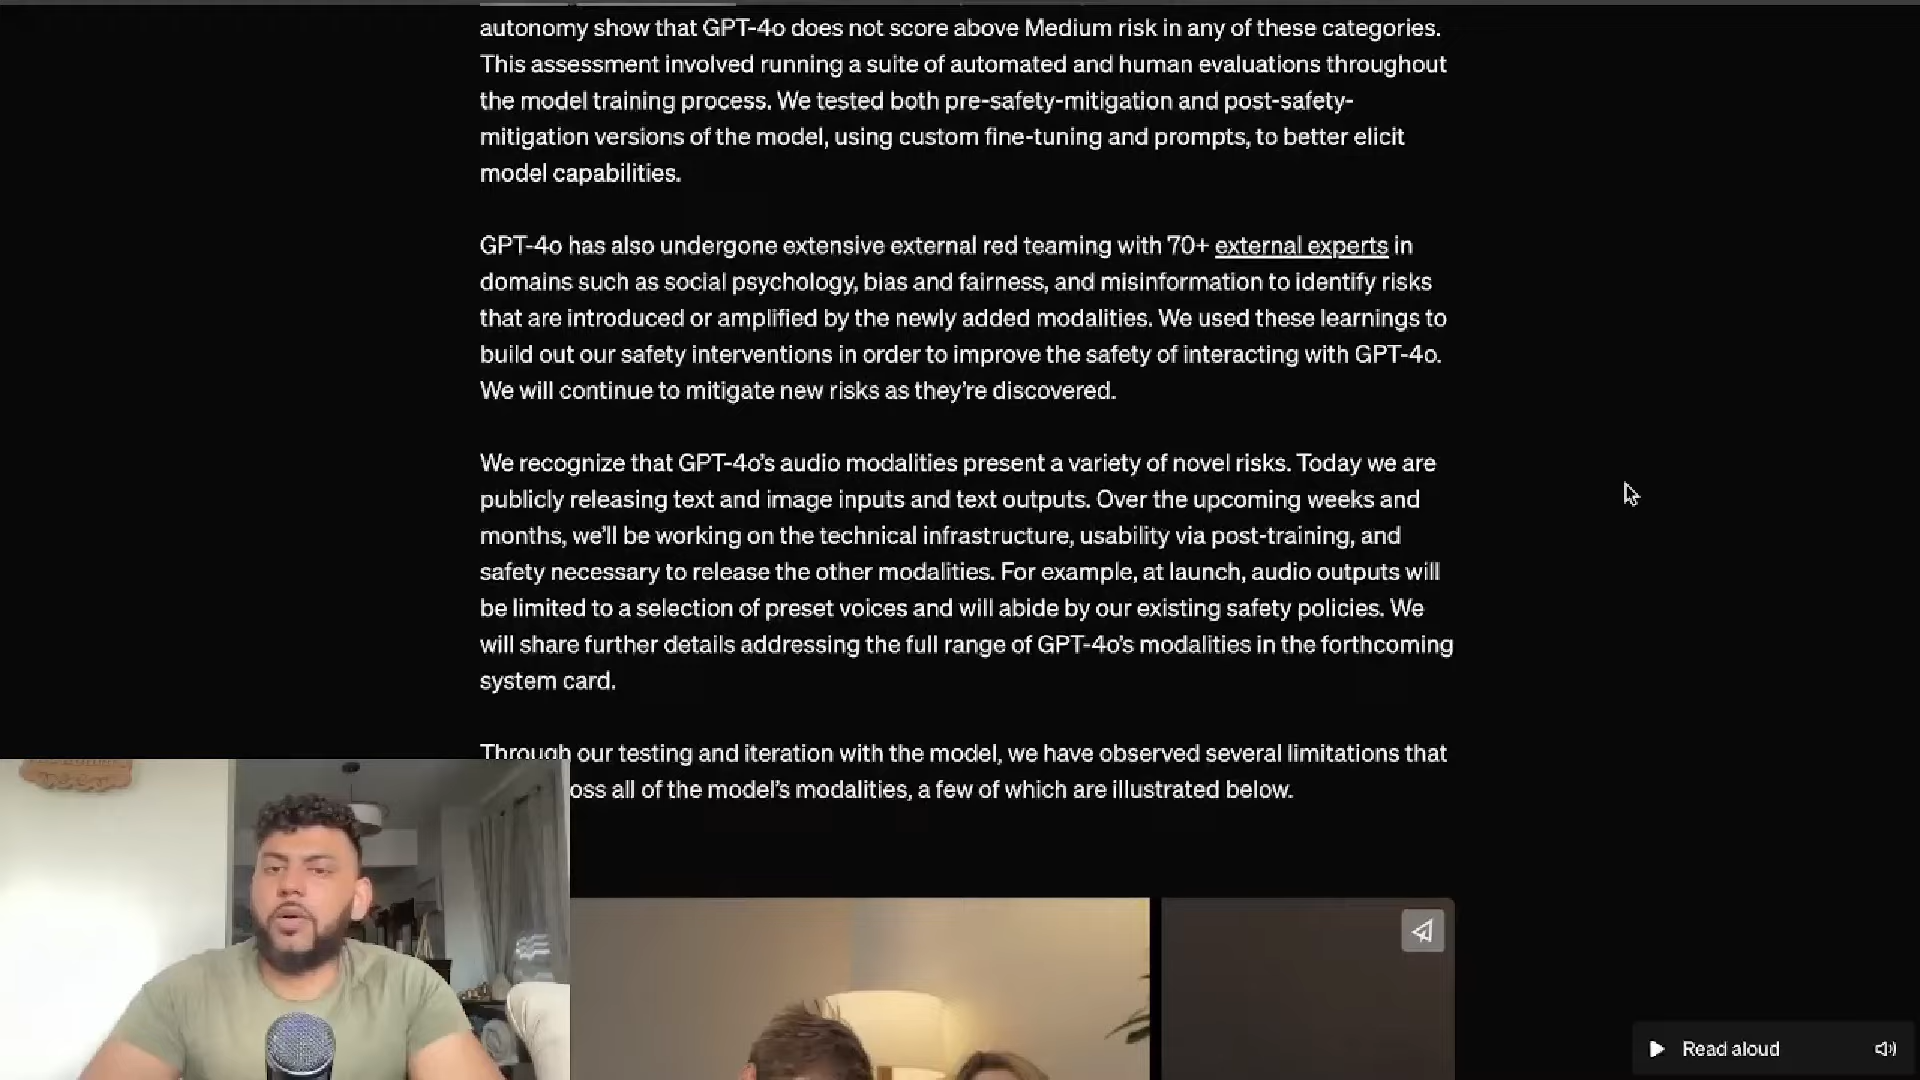 autonomy show that GPT-4o does not score above Medium risk in any of these categories.
This assessment involved running a suite of automated and human evaluations throughout
the model training process. We tested both pre-safety-mitigation and post-safety-
mitigation versions of the model, using custom fine-tuning and prompts, to better elicit
model capabilities.
GPT-4o has also undergone extensive external red teaming with 70+ external experts in
domains such as social psychology, bias and fairness, and misinformation to identify risks
that are introduced or amplified by the newly added modalities. We used these learnings to
build out our safety interventions in order to improve the safety of interacting with GPT-4o.
We will continue to mitigate new risks as they’re discovered.
We recognize that GPT-4o’s audio modalities present a variety of novel risks. Today we are
publicly releasing text and image inputs and text outputs. Over the upcoming weeks and
months, we’ll be working on the technical infrastructure, usability via post-training, and
safety necessary to release the other modalities. For example, at launch, audio outputs will
be limited to a selection of preset voices and will abide by our existing safety policies. We
will share further details addressing the full range of GPT-4o’s modalities in the forthcoming
system card.
Through our testing and iteration with the model, we have observed several limitations that
oss all of the model’s modalities, a few of which are illustrated below.
Read aloud